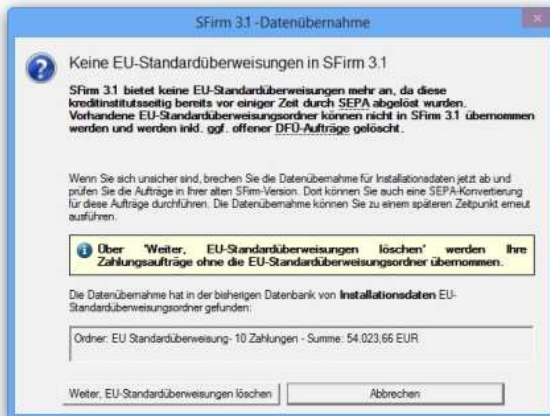 SFirm 3.1 -Datenübernahme
Keine EU-Standardüberweisungen in SFirm 3.1
SFirm 3.1 bietet keine EU-Standardüberweisungen mehr an, da diese
kreditinstitutsseitig bereits vor einiger Zeit durch SEPA abgelöst wurden.
Vorhandene EU-Standardüberweisungsordner können nicht in SFirm 3.1 übernommen
werden und werden inkl. ggf. offener DFÜ-Aufträge gelöscht.
Wenn Sie sich unsicher sind, brechen Sie die Datenübernahme für Installationsdaten jetzt ab und
prüfen Sie die Aufträge in Ihrer alten SFirm-Version. Dort können Sie auch eine SEPA-Konvertierung
für diese Aufträge durchführen. Die Datenübernahme können Sie zu einem späteren Zeitpunkt erneut
ausführen.
Über 'Weiter, EU-Standardüberweisungen löschen' werden Ihre
Zahlungsaufträge ohne die EU-Standardüberweisungsordner übernommen.
Die Datenübernahme hat in der bisherigen Datenbank von Installationsdaten EU-
Standardüberweisungsordner gefunden:
Ordner: EU Standardüberweisung- 10 Zahlungen - Summe: 54.023,66 EUR
Weiter, EU-Standardüberweisungen löschen
Abbrechen